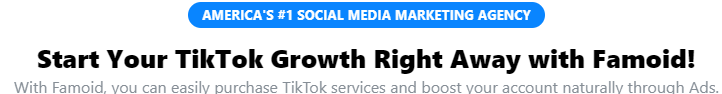 AMERICA'S #1 SOCIAL MEDIA MARKETING AGENCY
Start Your TikTok Growth Right Away with Famoid!
With Famoid, you can easily purchase TikTok services and boost your account naturally through Ads.